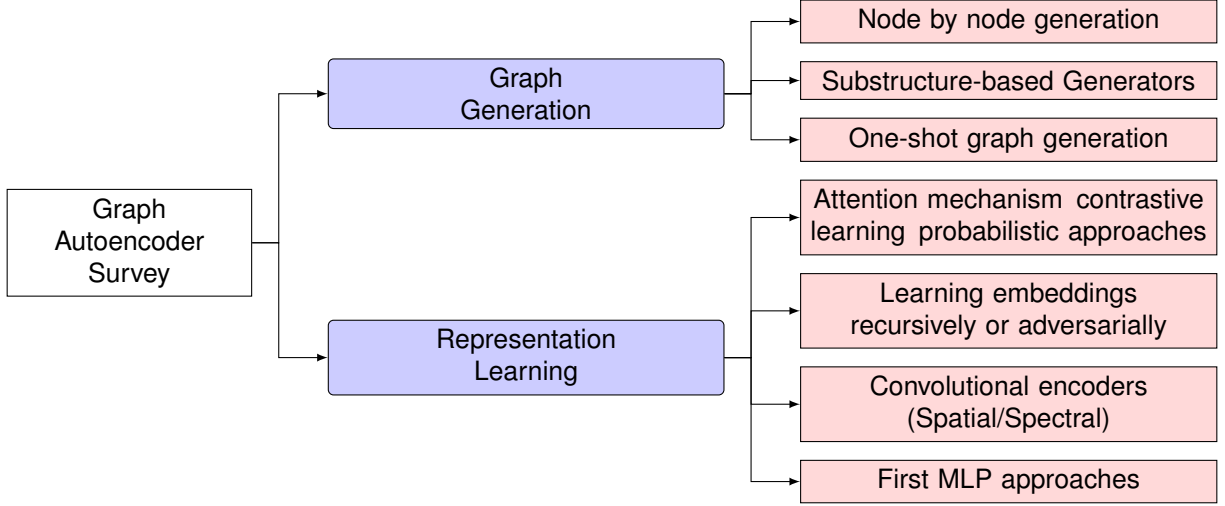 Graph
Autoencoder
Survey
Graph
Generation
Node by node generation
Substructure-based Generators
One-shot graph generation
Representation
Learning
Attention mechanism contrastive
learning probabilistic approaches
Learning embeddings
recursively or adversarially
Convolutional encoders
(Spatial/Spectral)
First MLP approaches